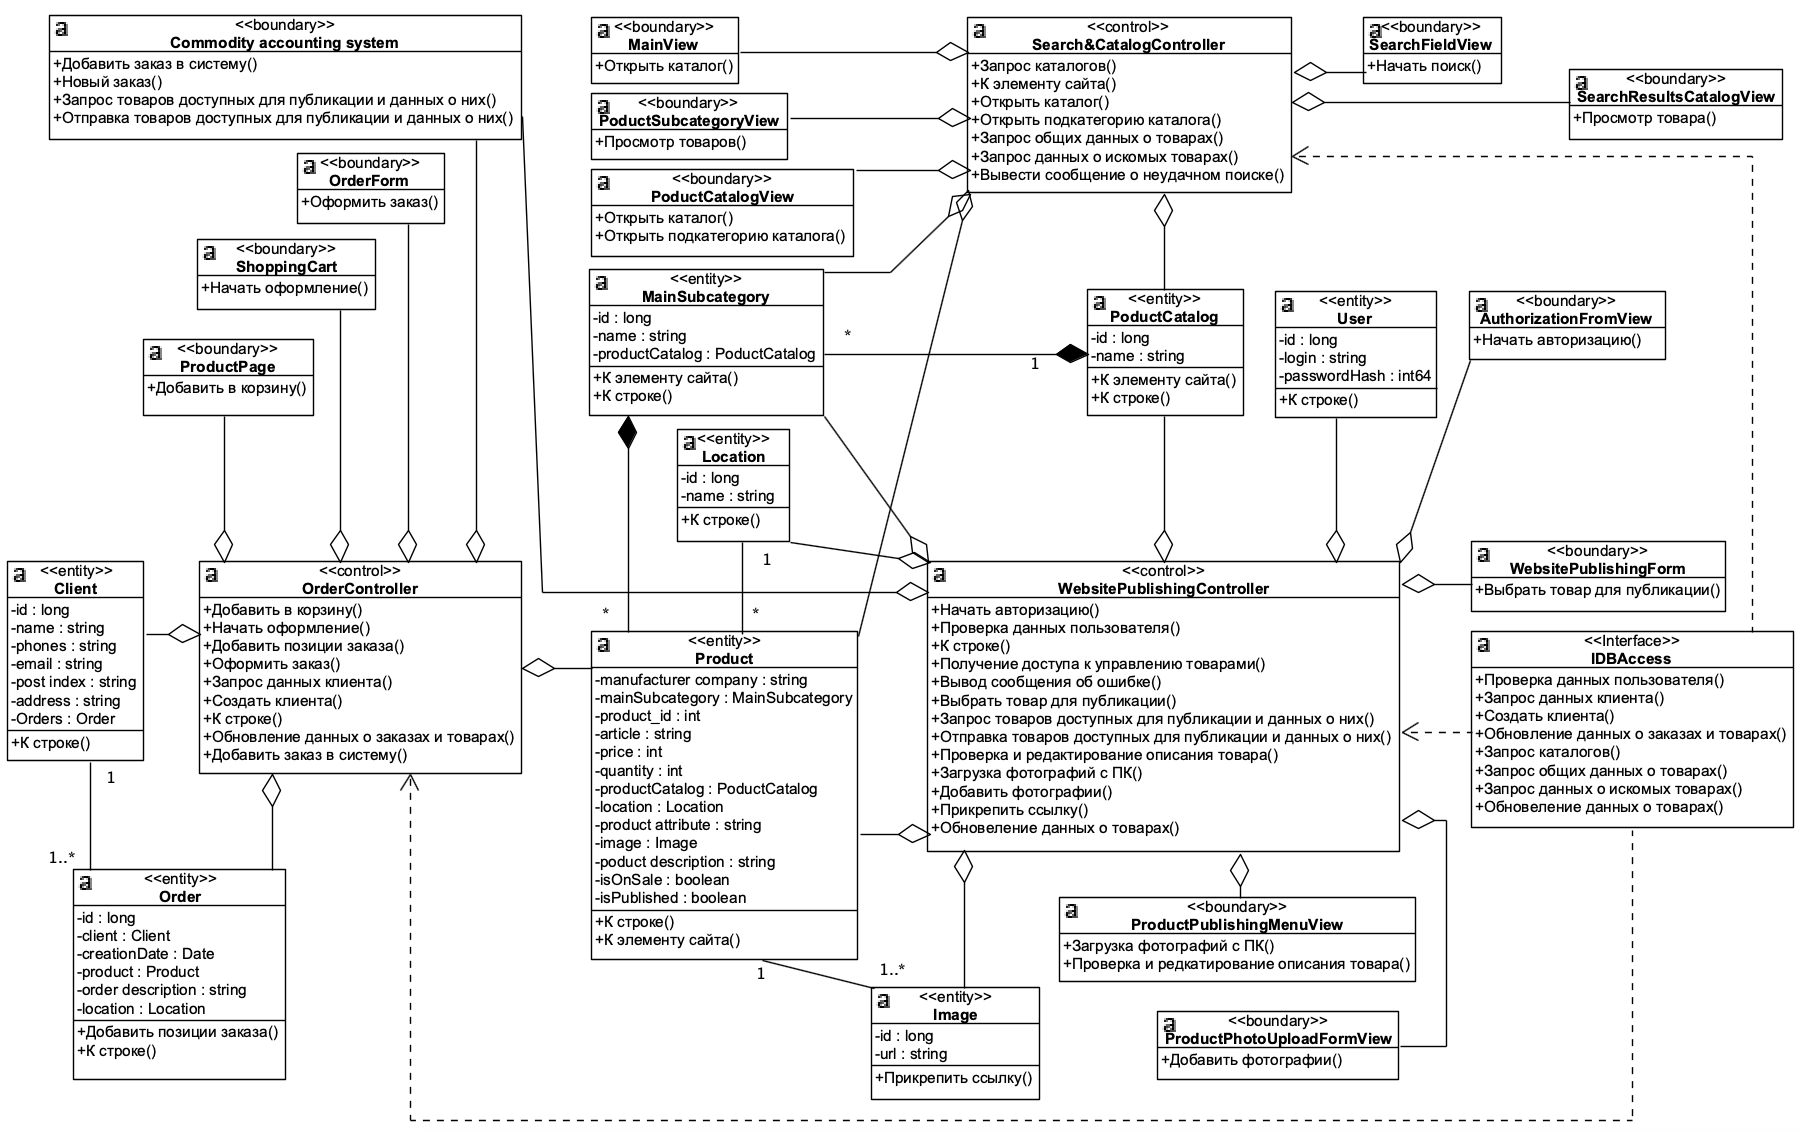 <<boundary>>
Commodity accounting system
+Добавить заказ в систему()
+Новый заказ()
+Запрос товаров доступных для публикации и данных о них()
+Отправка товаров доступных для публикации и данных о них()
<<boundary>>
MainView
+Открыть каталог()
<<control>>
Search&CatalogController
+Запрос каталогов()
+К элементу сайта()
+Открыть каталог()
+Открыть подкатегорию каталога()
+Запрос общих данных о товарах()
+Запрос данных о искомых товарах()
+Вывести сообщение о неудачном поиске()
<<boundary>>
SearchFieldView
+Начать поиск()
<<boundary>>
SearchResultsCatalogView
+Просмотр товара()
<<boundary>>
PoductSubcategoryView
+Просмотр товаров()
<<boundary>>
PoductCatalogView
+Открыть каталог()
+Открыть подкатегорию каталога()
<<boundary>>
OrderForm
+Оформить заказ()
<<boundary>>
ShoppingCart
+Начать оформление()
<<boundary>>
ProductPage
+Добавить в корзину()
<<entity>>
MainSubcategory
-id : long
-name : string
-productCatalog : PoductCatalog
+К элементу сайта()
+К строке()
*
1
<<entity>>
PoductCatalog
-id : long
-name : string
+К элементу сайта()
+К строке()
<<entity>>
User
-id : long
-login : string
-passwordHash : int64
+К строке()
<<boundary>>
AuthorizationFromView
+Начать авторизацию()
<<entity>>
Location
-id : long
-name : string
+К строке()
1
*
*
<<entity>>
Client
-id : long
-name : string
-phones : string
-email : string
-post index : string
-address : string
-Orders : Order
+К строке()
1
1..*
<<control>>
OrderController
+Добавить в корзину()
+Начать оформление()
+Добавить позиции заказа()
+Оформить заказ()
+Запрос данных клиента()
+Создать клиента()
+К строке()
+Обновление данных о заказах и товарах()
+Добавить заказ в систему()
<<entity>>
Product
-manufacturer company : string
-mainSubcategory : MainSubcategory
-product_id : int
-article : string
-price : int
-quantity : int
-productCatalog : PoductCatalog
-location : Location
-product attribute : string
-image : Image
-poduct description : string
-isOnSale : boolean
-isPublished : boolean
+К строке()
+К элементу сайта()
1
1..*
<<control>>
WebsitePublishingController
+Начать авторизацию()
+Проверка данных пользователя()
+К строке()
+Получение доступа к управлению товарами()
+Вывод сообщения об ошибке()
+Выбрать товар для публикации()
+Запрос товаров доступных для публикации и данных о них()
+Отправка товаров доступных для публикации и данных о них()
+Проверка и редактирование описания товара()
+Загрузка фотографий с ПК()
+Добавить фотографии()
+Прикрепить ссылку()
+Обновеление данных о товарах()
<<boundary>>
WebsitePublishingForm
+Выбрать товар для публикации()
<<Interface>>
IDBAccess
+Проверка данных пользователя()
+Запрос данных клиента()
+Создать клиента()
+Обновление данных о заказах и товарах()
+Запрос каталогов()
+Запрос общих данных о товарах()
+Запрос данных о искомых товарах()
+Обновеление данных о товарах()
<<entity>>
Order
-id : long
-client : Client
-creationDate : Date
-product : Product
-order description : string
-location : Location
+Добавить позиции заказа()
+К строке()
<<boundary>>
ProductPublishingMenuView
+Загрузка фотографий с ПК()
+Проверка и редкатирование описания товара()
<<entity>>
Image
-id : long
-url : string
+Прикрепить ссылку()
<<boundary>>
ProductPhotoUploadFormView
+Добавить фотографии()